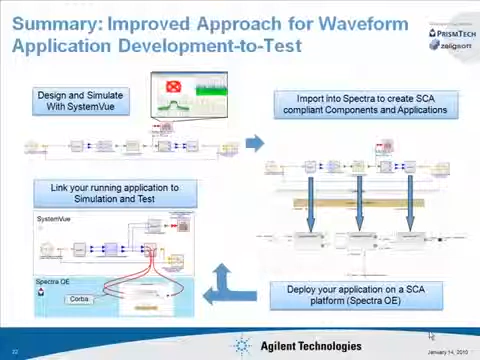 Summary: Improved Approach for Waveform
Application Development-to-Test
PRISMTECH
zeligsoft
Design and Simulate
With SystemVue
Import into Spectra to create SCA
compliant Components and Applications
Link your running application to
Simulation and Test
SystemVue
Spectra OE
Corba
Deploy your application on a SCA
platform (Spectra OE)
22
Agilent Technologies
January 14, 2010